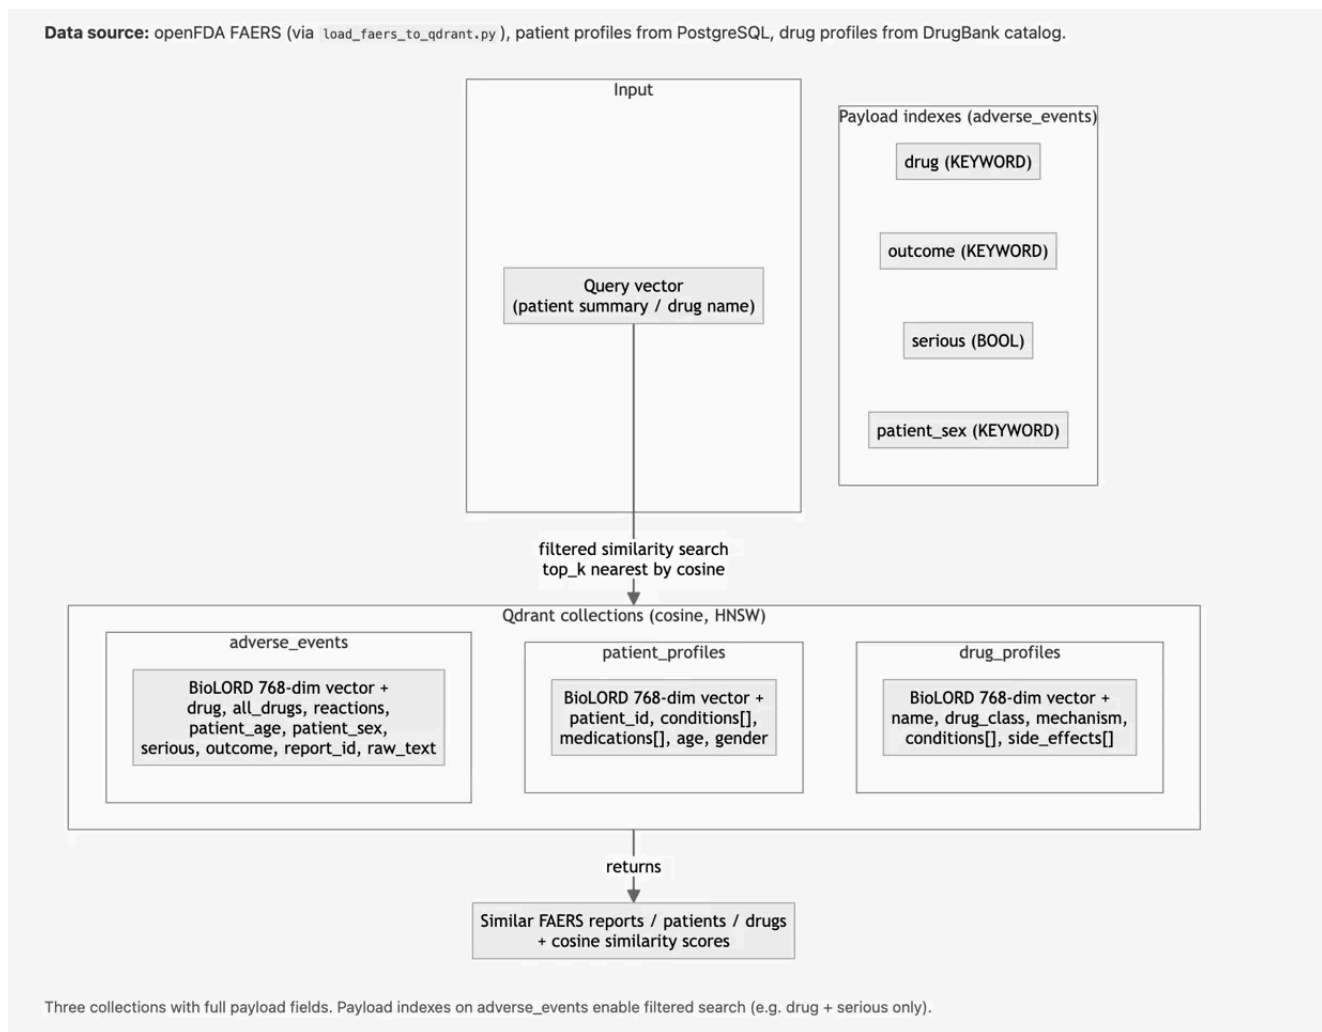 Data source: openFDA FAERS (via load_faers_to_qdrant.py), patient profiles from PostgreSQL, drug profiles from DrugBank catalog.
Input
Query vector
(patient summary / drug name)
Payload indexes (adverse_events)
drug (KEYWORD)
outcome (KEYWORD)
serious (BOOL)
patient_sex (KEYWORD)
filtered similarity search
top_k nearest by cosine
Qdrant collections (cosine, HNSW)
adverse_events
BioLORD 768-dim vector +
drug, all_drugs, reactions,
patient_age, patient_sex,
serious, outcome, report_id, raw_text
patient_profiles
BioLORD 768-dim vector +
patient_id, conditions[],
medications[], age, gender
drug_profiles
BioLORD 768-dim vector +
name, drug_class, mechanism,
conditions[], side_effects[]
returns
Similar FAERS reports / patients / drugs
+ cosine similarity scores
Three collections with full payload fields. Payload indexes on adverse_events enable filtered search (e.g. drug + serious only).